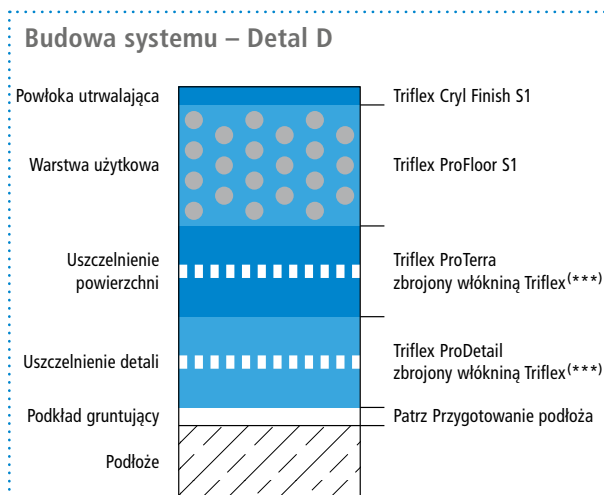 Budowa systemu – Detal D
Powłoka utrwalająca
Triflex Cryl Finish S1
Warstwa użytkowa
Triflex ProFloor S1
Uszczelnienie
powierzchni
Triflex ProTerra
zbrojony włókniną Triflex(***)
Uszczelnienie detali
Triflex ProDetail
zbrojony włókniną Triflex(***)
Podkład gruntujący
Patrz Przygotowanie podłoża
Podłoże